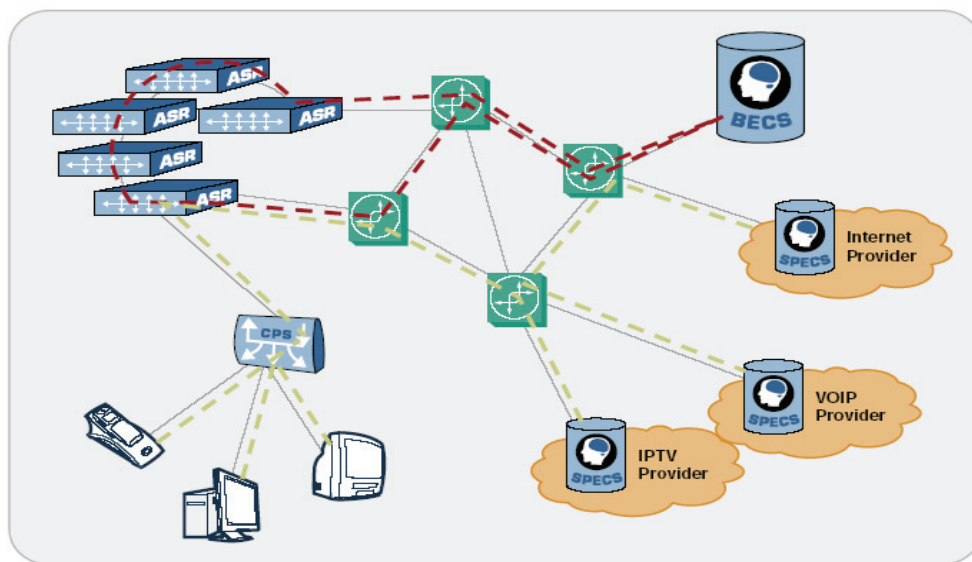 ASR
ASR
ASR
ASR
ASR
BECS
SPECS
Internet
Provider
CPS
SPECS
VOIP
Provider
SPECS
IPTV
Provider